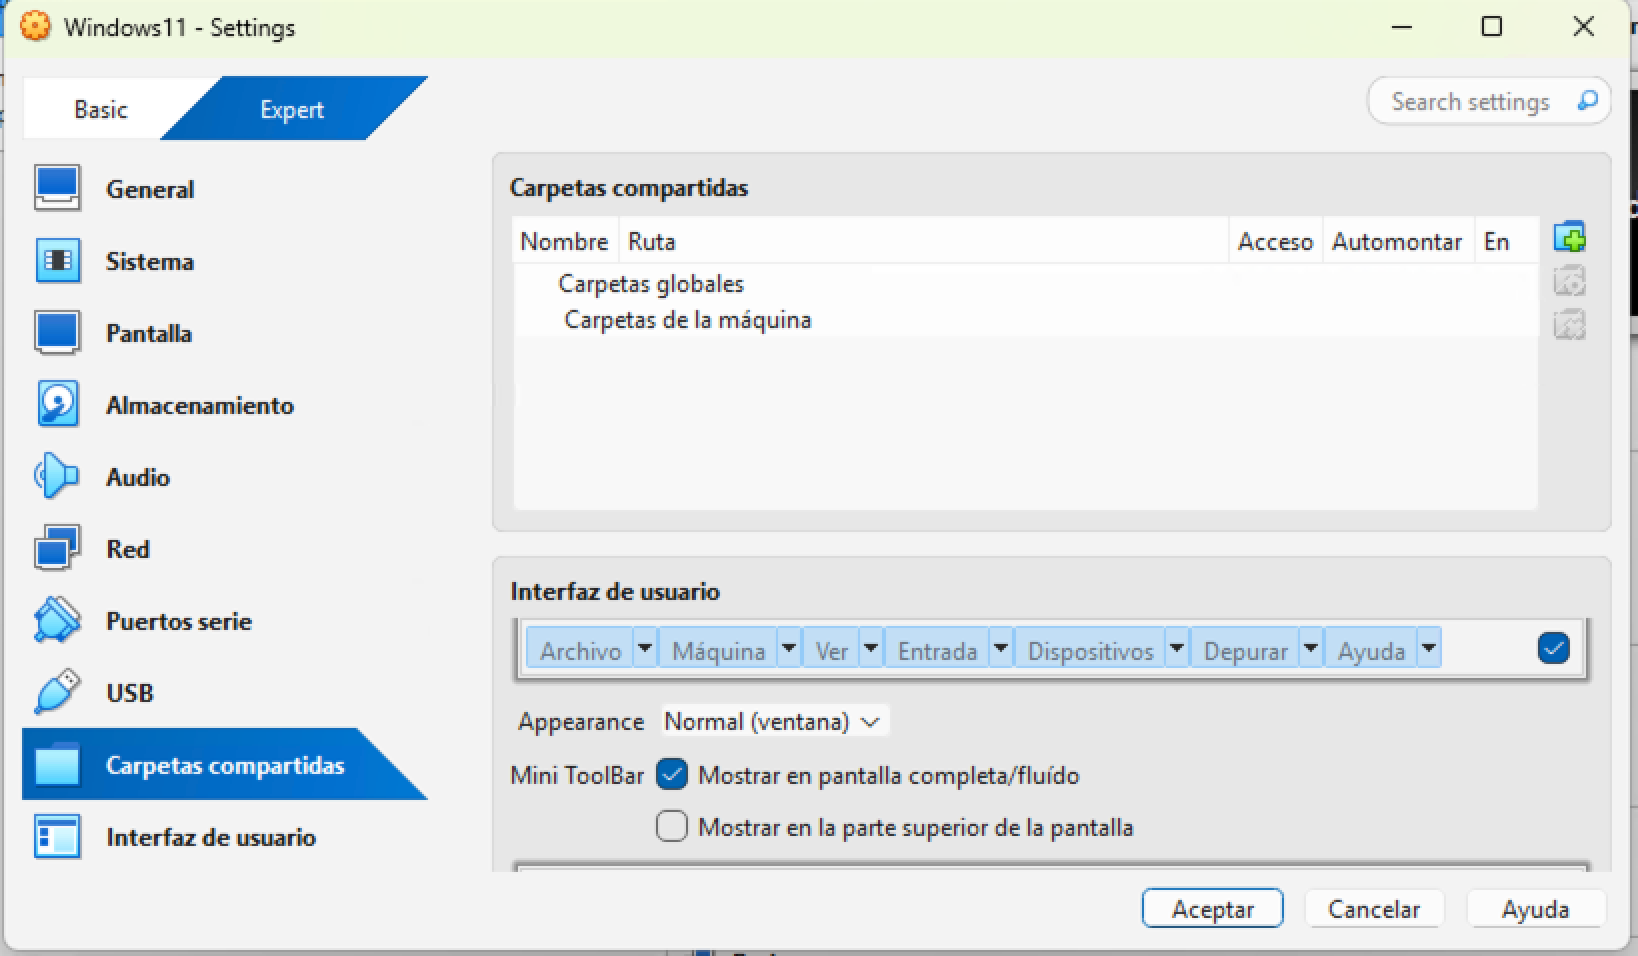 Windows11 - Settings
Basic
Expert
Search settings
General
Sistema
Pantalla
Almacenamiento
Audio
Red
Puertos serie
USB
Carpetas compartidas
Interfaz de usuario
Carpetas compartidas
Nombre Ruta Acceso Automontar En
Carpetas globales
Carpetas de la máquina
Interfaz de usuario
Archivo Máquina Ver Entrada Dispositivos Depurar Ayuda
Appearance Normal (ventana)
Mini ToolBar Mostrar en pantalla completa/fluído
Mostrar en la parte superior de la pantalla
Aceptar Cancelar Ayuda